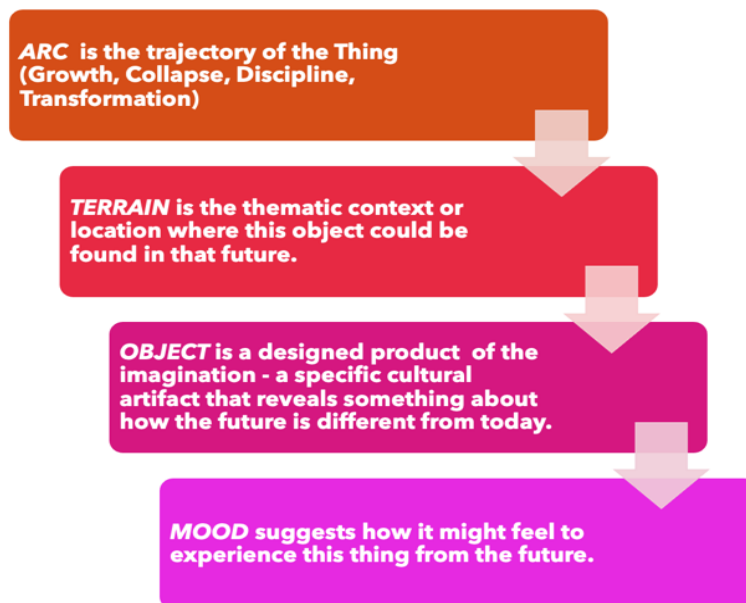 ARC is the trajectory of the Thing
(Growth, Collapse, Discipline,
Transformation)
TERRAIN is the thematic context or
location where this object could be
found in that future.
OBJECT is a designed product of the
imagination - a specific cultural
artifact that reveals something about
how the future is different from today.
MOOD suggests how it might feel to
experience this thing from the future.